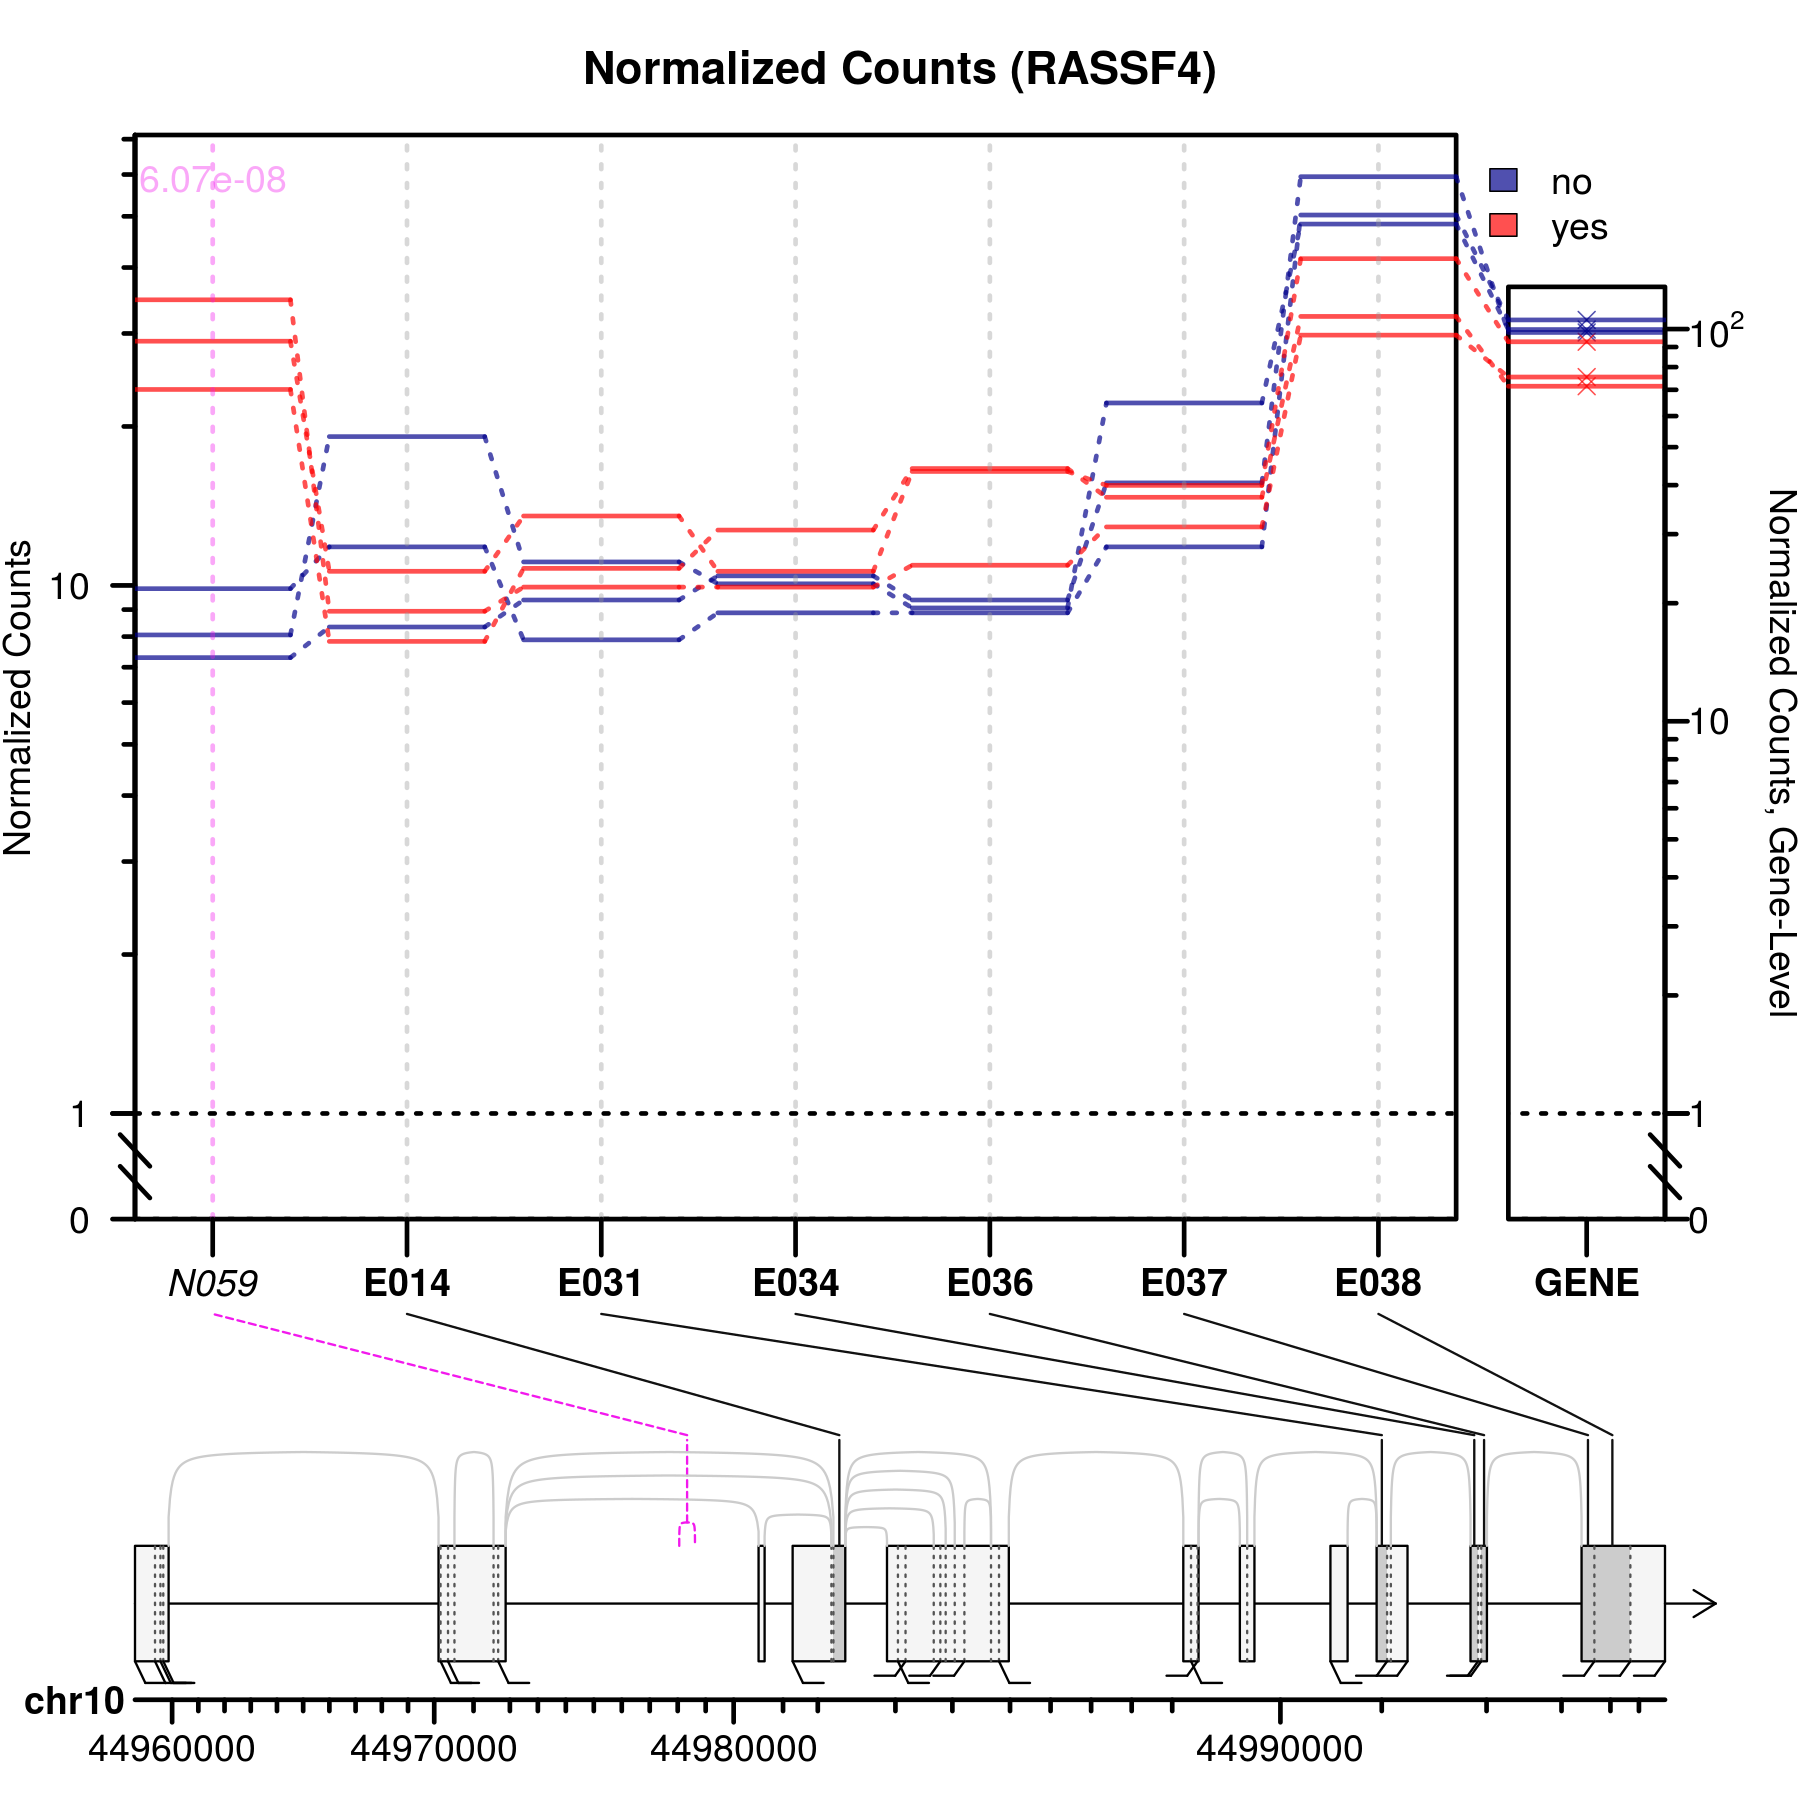 Normalized Counts (RASSF4)
6.07e-08
no
yes
Normalized Counts
10
1
0
10²
10
1
0
Normalized Counts, Gene-Level
N059 E014 E031 E034 E036 E037 E038 GENE
chr10
44960000 44970000 44980000 44990000